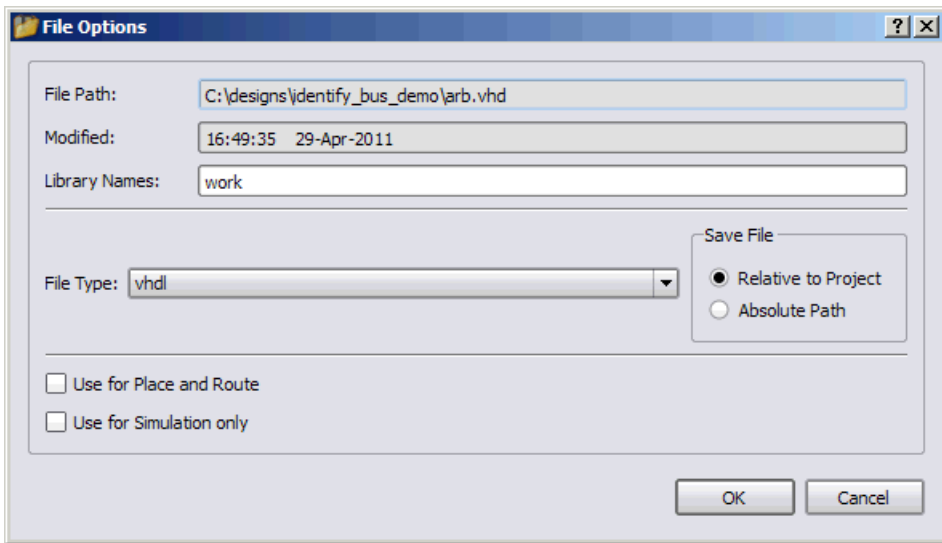 File Options
File Path: C:\designs\identify_bus_demo\arb.vhd
Modified: 16:49:35 29-Apr-2011
Library Names: work
Save File
File Type: vhdl
Relative to Project
Absolute Path
Use for Place and Route
Use for Simulation only
OK Cancel